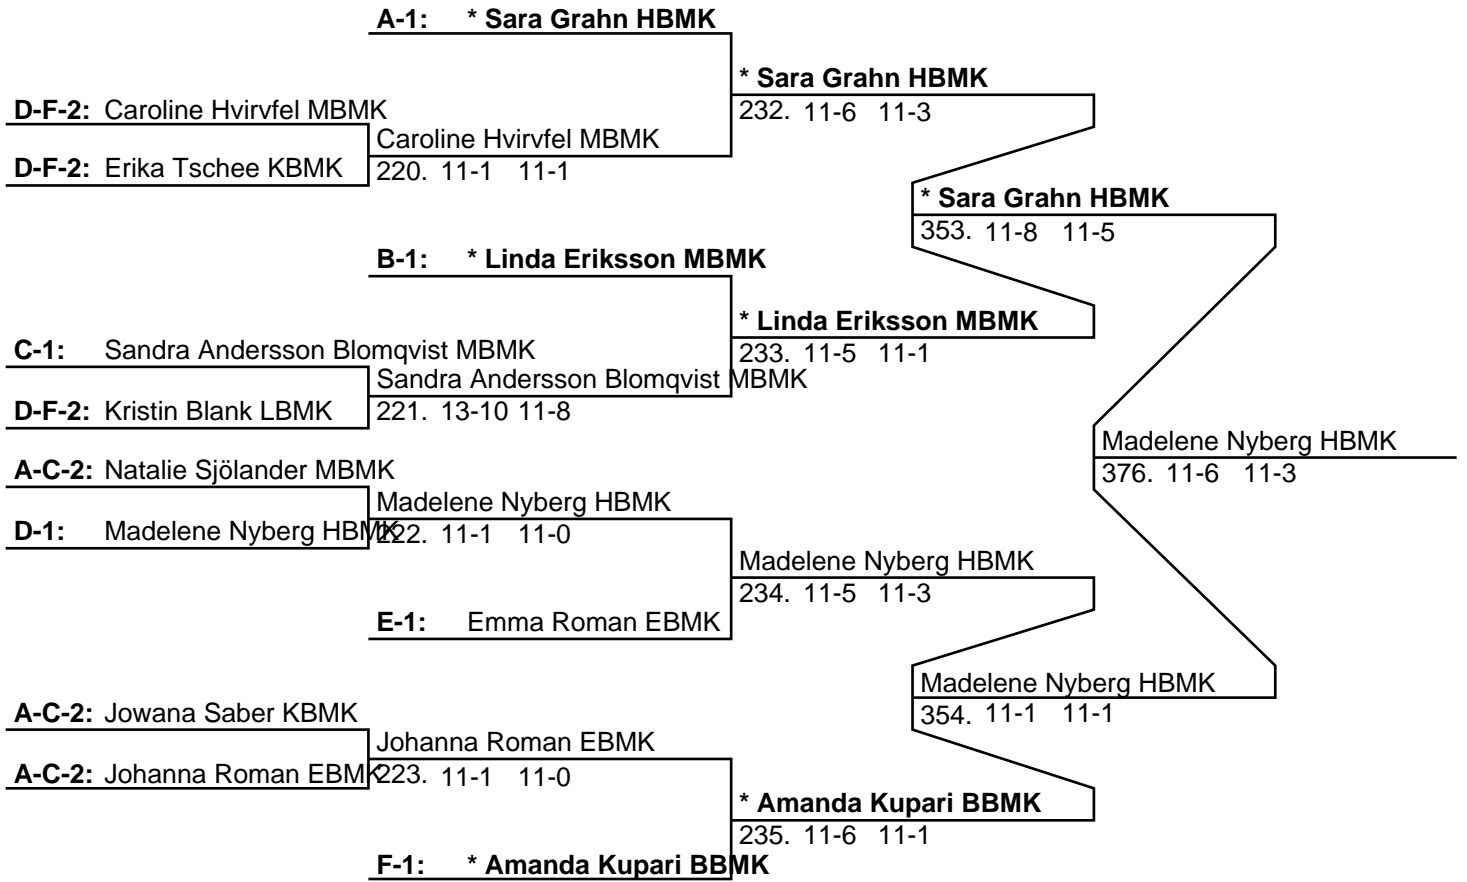 A-1: * Sara Grahn HBMK
* Sara Grahn HBMK
232. 11-6 11-3
D-F-2: Caroline Hvirvfel MBMK
Caroline Hvirvfel MBMK
220. 11-1 11-1
D-F-2: Erika Tschee KBMK
* Sara Grahn HBMK
353. 11-8 11-5
B-1: * Linda Eriksson MBMK
* Linda Eriksson MBMK
233. 11-5 11-1
C-1: Sandra Andersson Blomqvist MBMK
Sandra Andersson Blomqvist MBMK
221. 13-10 11-8
D-F-2: Kristin Blank LBMK
Madelene Nyberg HBMK
376. 11-6 11-3
A-C-2: Natalie Sjölander MBMK
Madelene Nyberg HBMK
222. 11-1 11-0
D-1: Madelene Nyberg HBMK
Madelene Nyberg HBMK
234. 11-5 11-3
E-1: Emma Roman EBMK
Madelene Nyberg HBMK
354. 11-1 11-1
A-C-2: Jowana Saber KBMK
Johanna Roman EBMK
223. 11-1 11-0
A-C-2: Johanna Roman EBMK
* Amanda Kupari BBMK
235. 11-6 11-1
F-1: * Amanda Kupari BBMK